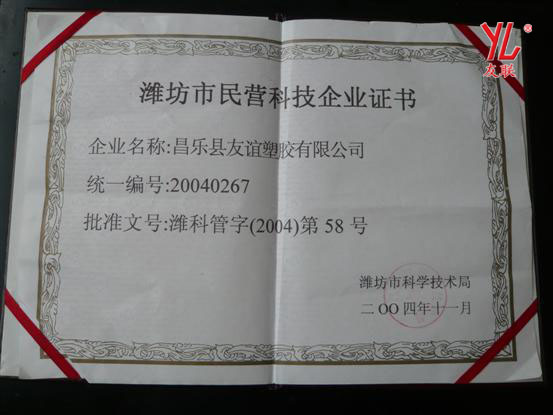 YL
友联
潍坊市民营科技企业证书
企业名称:昌乐县友谊塑胶有限公司
统一编号:20040267
批准文号:潍科管字(2004)第 58 号
潍坊市科学技术局
二OO四年十一月